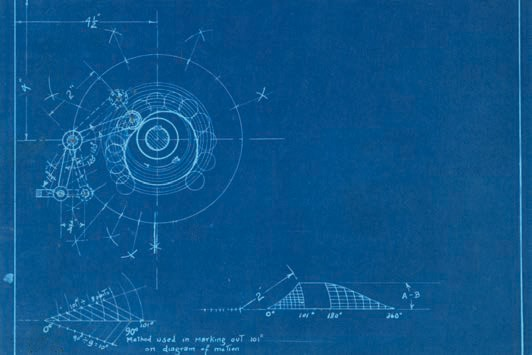 4½"
4"
2"
2"
A-B
0° 101° 180° 360°
0° 90° 101°
Method used in marking out 101°
on diagram of motion